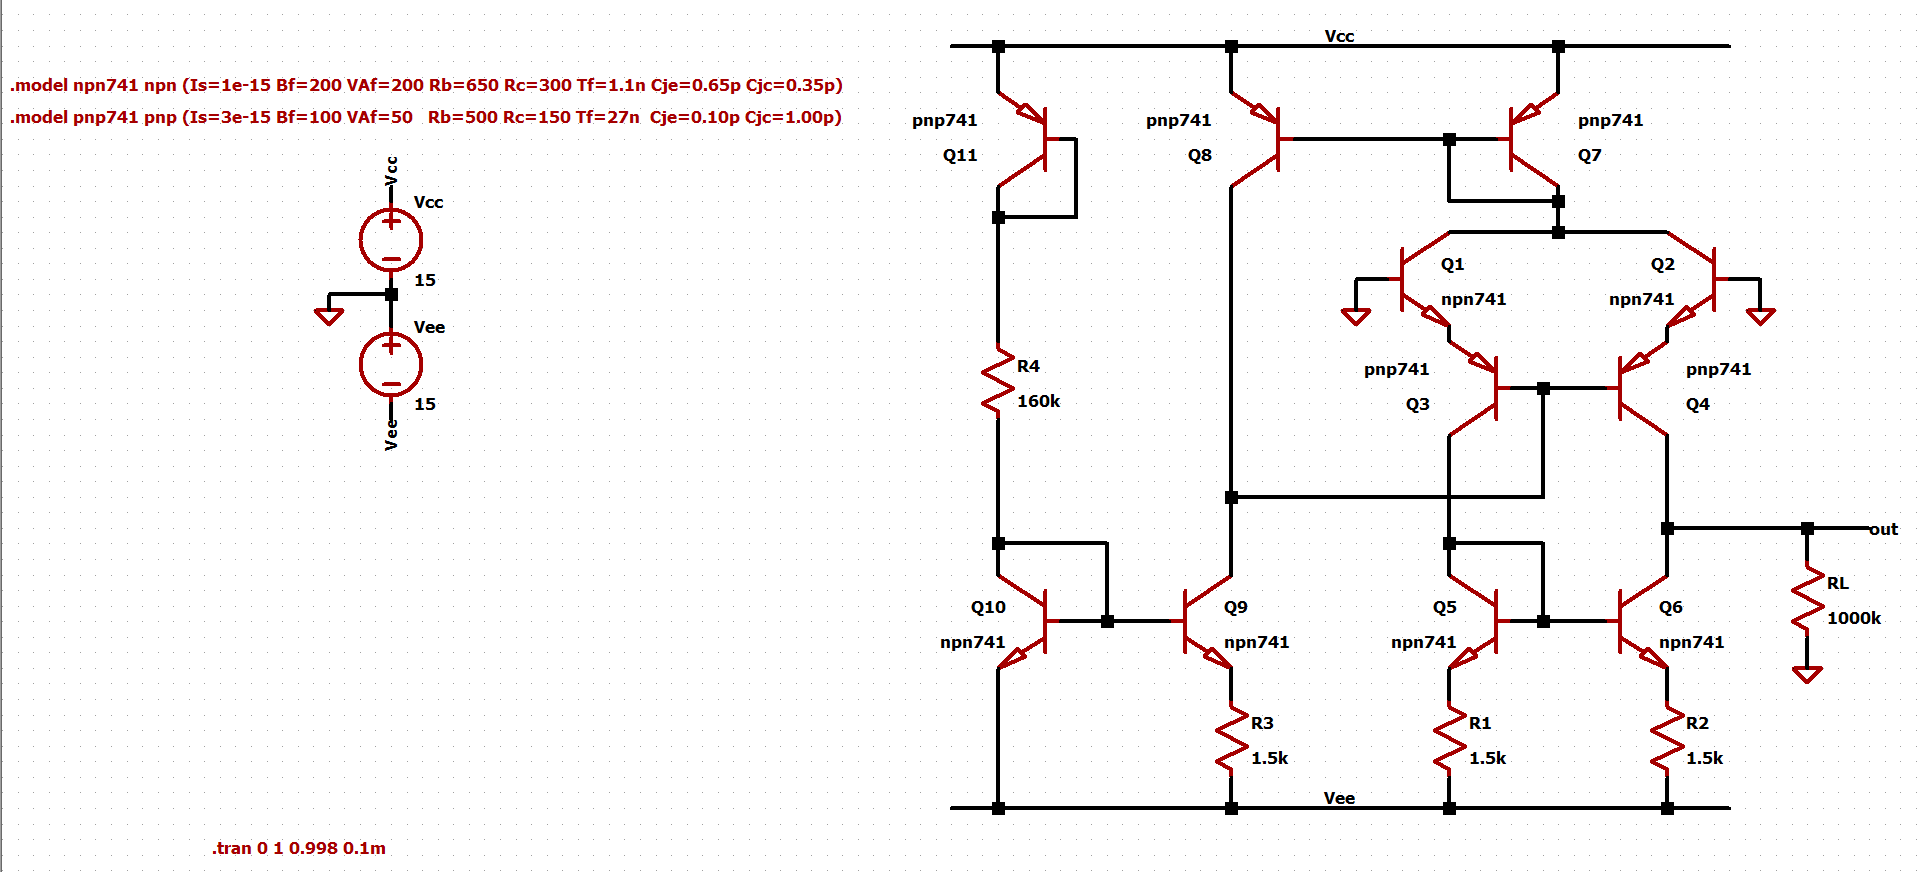 Vcc
.model npn741 npn (Is=1e-15 Bf=200 VAf=200 Rb=650 Rc=300 Tf=1.1n Cje=0.65p Cjc=0.35p)
.model pnp741 pnp (Is=3e-15 Bf=100 VAf=50   Rb=500 Rc=150 Tf=27n  Cje=0.10p Cjc=1.00p)
pnp741
Q11
pnp741
Q8
pnp741
Q7
Vcc
Vcc
15
Vee
15
Vee
Q1
npn741
Q2
npn741
R4
160k
pnp741
Q3
pnp741
Q4
out
RL
1000k
Q10
npn741
Q9
npn741
Q5
npn741
Q6
npn741
R3
1.5k
R1
1.5k
R2
1.5k
Vee
.tran 0 1 0.998 0.1m